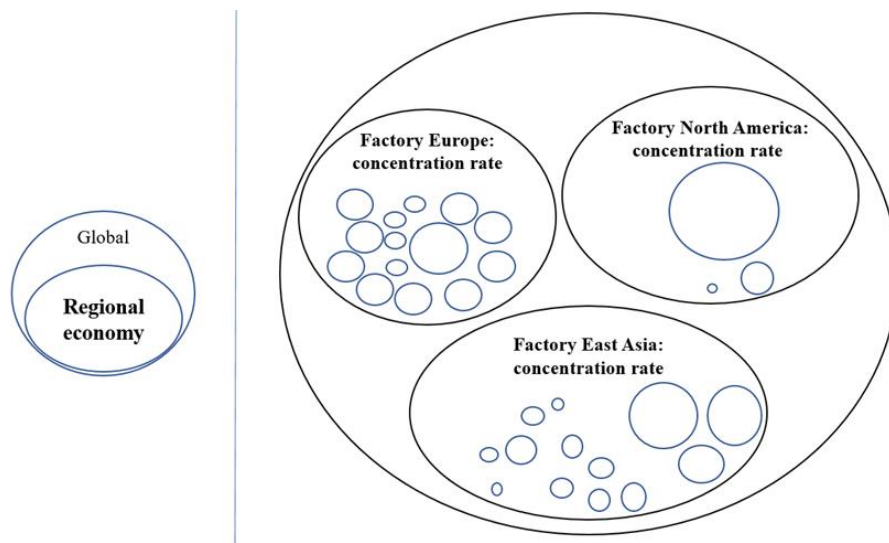 Global
Regional
economy
Factory Europe:
concentration rate
Factory North America:
concentration rate
Factory East Asia:
concentration rate